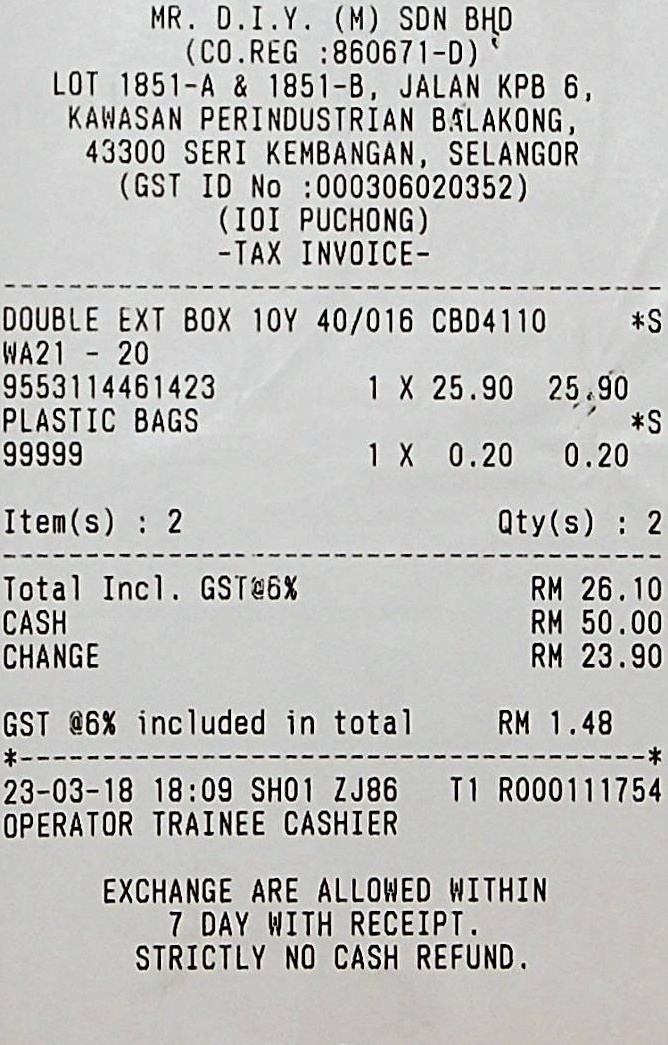 MR. D.I.Y. (M) SDN BHD
(CO.REG :860671-D)
LOT 1851-A & 1851-B, JALAN KPB 6,
KAWASAN PERINDUSTRIAN BALAKONG,
43300 SERI KEMBANGAN, SELANGOR
(GST ID No :000306020352)
(IOI PUCHONG)
-TAX INVOICE-
DOUBLE EXT BOX 10Y 40/016 CBD4110 *S
WA21 - 20
9553114461423 1 X 25.90 25.90
PLASTIC BAGS *S
99999 1 X 0.20 0.20
Item(s) : 2 Qty(s) : 2
Total Incl. GST@6% RM 26.10
CASH RM 50.00
CHANGE RM 23.90
GST @6% included in total RM 1.48
*--------------------------------------*
23-03-18 18:09 SH01 ZJ86 T1 R000111754
OPERATOR TRAINEE CASHIER
EXCHANGE ARE ALLOWED WITHIN
7 DAY WITH RECEIPT.
STRICTLY NO CASH REFUND.